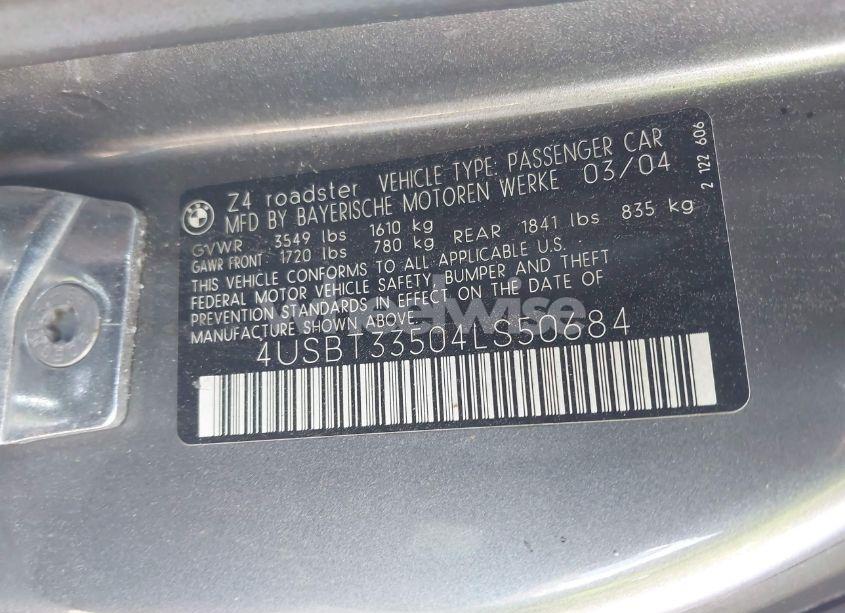 Z4 roadster VEHICLE TYPE: PASSENGER CAR
MFD BY BAYERISCHE MOTOREN WERKE 03/04
GVWR 3549 lbs 1610 kg
GAWR FRONT: 1720 lbs 780 kg REAR 1841 lbs 835 kg
THIS VEHICLE CONFORMS TO ALL APPLICABLE U.S.
FEDERAL MOTOR VEHICLE SAFETY, BUMPER AND THEFT
PREVENTION STANDARDS IN EFFECT ON THE DATE OF
MANUFACTURE SHOWN ABOVE.
4USBT33504LS50684
2 122 606